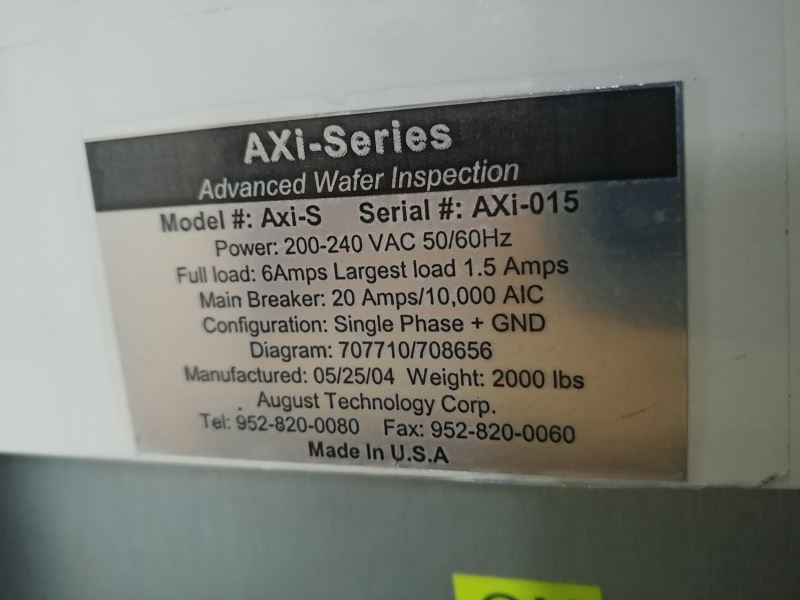 AXi-Series
Advanced Wafer Inspection
Model #: Axi-S Serial #: AXi-015
Power: 200-240 VAC 50/60Hz
Full load: 6Amps Largest load 1.5 Amps
Main Breaker: 20 Amps/10,000 AIC
Configuration: Single Phase + GND
Diagram: 707710/708656
Manufactured: 05/25/04 Weight: 2000 lbs
August Technology Corp.
Tel: 952-820-0080 Fax: 952-820-0060
Made In U.S.A